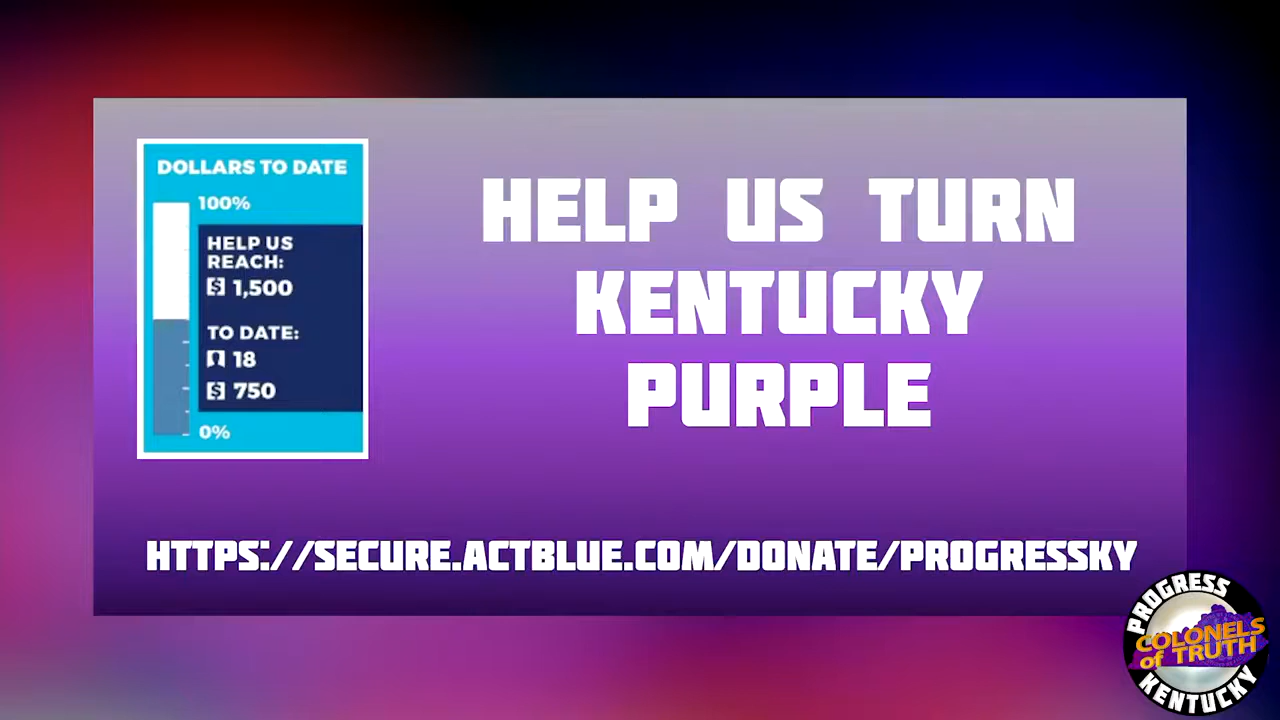 DOLLARS TO DATE
100%
HELP US
REACH:
$ 1,500
TO DATE:
18
$ 750
0%
HELP US TURN
KENTUCKY
PURPLE
HTTPS://SECURE.ACTBLUE.COM/DONATE/PROGRESSKY
PROGRESS
COLONELS
of TRUTH
KENTUCKY